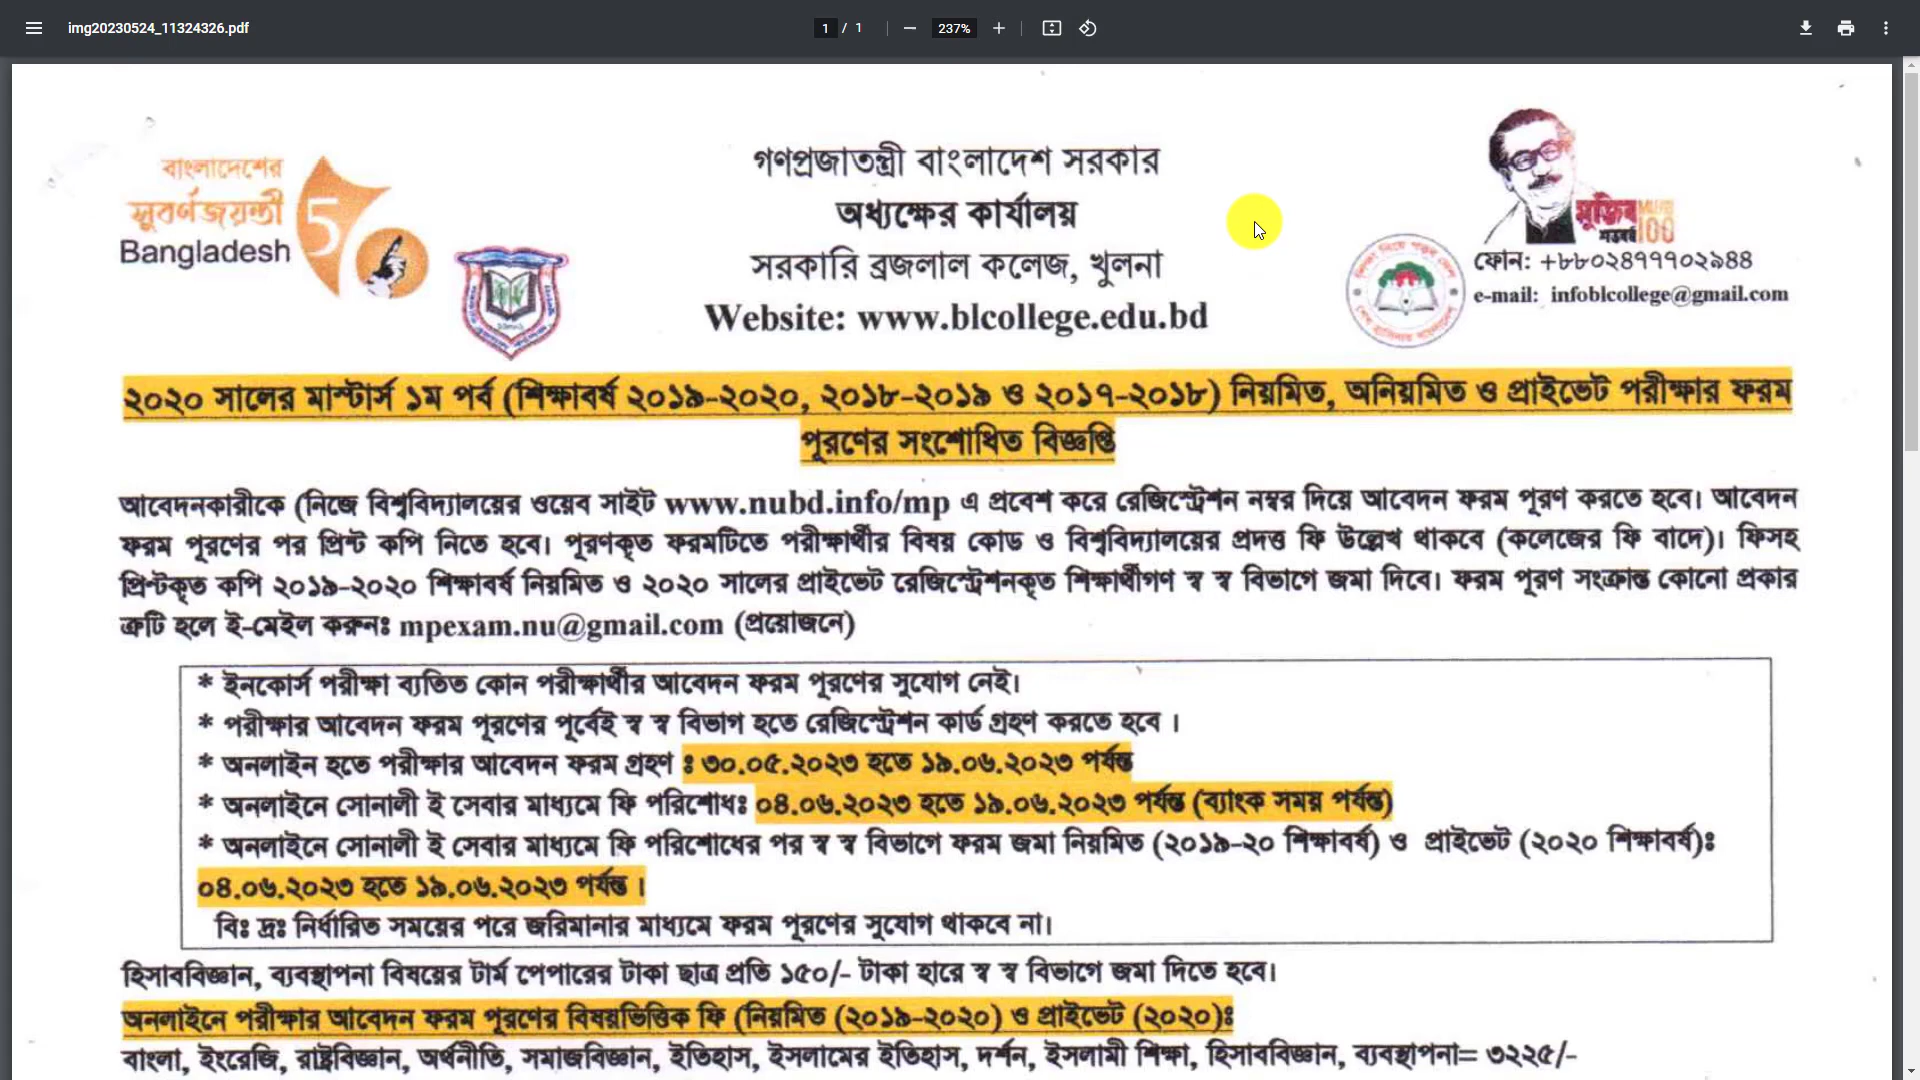 img20230524_11324326.pdf
1 / 1
237%
বাংলাদেশের
সুবর্ণজয়ন্তী
Bangladesh
50
গণপ্রজাতন্ত্রী বাংলাদেশ সরকার
অধ্যক্ষের কার্যালয়
সরকারি ব্রজলাল কলেজ, খুলনা
Website: www.blcollege.edu.bd
মুজিব
শতবর্ষ 100
ফোন: +৮৮০২৪৭৭৭০২৯৪৪
e-mail: infoblcollege@gmail.com
২০২০ সালের মাস্টার্স ১ম পর্ব (শিক্ষাবর্ষ ২০১৯-২০২০, ২০১৮-২০১৯ ও ২০১৭-২০১৮) নিয়মিত, অনিয়মিত ও প্রাইভেট পরীক্ষার ফরম
পূরণের সংশোধিত বিজ্ঞপ্তি
আবেদনকারীকে (নিজে বিশ্ববিদ্যালয়ের ওয়েব সাইট www.nubd.info/mp এ প্রবেশ করে রেজিস্ট্রেশন নম্বর দিয়ে আবেদন ফরম পূরণ করতে হবে। আবেদন
ফরম পূরণের পর প্রিন্ট কপি নিতে হবে। পূরণকৃত ফরমটিতে পরীক্ষার্থীর বিষয় কোড ও বিশ্ববিদ্যালয়ের প্রদত্ত ফি উল্লেখ থাকবে (কলেজের ফি বাদে)। ফিসহ
প্রিন্টকৃত কপি ২০১৯-২০২০ শিক্ষাবর্ষ নিয়মিত ও ২০২০ সালের প্রাইভেট রেজিস্ট্রেশনকৃত শিক্ষার্থীগণ স্ব স্ব বিভাগে জমা দিবে। ফরম পূরণ সংক্রান্ত কোনো প্রকার
ত্রুটি হলে ই-মেইল করুনঃ mpexam.nu@gmail.com (প্রয়োজনে)
* ইনকোর্স পরীক্ষা ব্যতিত কোন পরীক্ষার্থীর আবেদন ফরম পূরণের সুযোগ নেই।
* পরীক্ষার আবেদন ফরম পূরণের পূর্বেই স্ব স্ব বিভাগ হতে রেজিস্ট্রেশন কার্ড গ্রহণ করতে হবে ।
* অনলাইন হতে পরীক্ষার আবেদন ফরম গ্রহণ ঃ ৩০.০৫.২০২৩ হতে ১৯.০৬.২০২৩ পর্যন্ত
* অনলাইনে সোনালী ই সেবার মাধ্যমে ফি পরিশোধঃ ০৪.০৬.২০২৩ হতে ১৯.০৬.২০২৩ পর্যন্ত (ব্যাংক সময় পর্যন্ত)
* অনলাইনে সোনালী ই সেবার মাধ্যমে ফি পরিশোধের পর স্ব স্ব বিভাগে ফরম জমা নিয়মিত (২০১৯-২০ শিক্ষাবর্ষ) ও প্রাইভেট (২০২০ শিক্ষাবর্ষ)ঃ
০৪.০৬.২০২৩ হতে ১৯.০৬.২০২৩ পর্যন্ত ।
বিঃ দ্রঃ নির্ধারিত সময়ের পরে জরিমানার মাধ্যমে ফরম পূরণের সুযোগ থাকবে না।
হিসাববিজ্ঞান, ব্যবস্থাপনা বিষয়ের টার্ম পেপারের টাকা ছাত্র প্রতি ১৫০/- টাকা হারে স্ব স্ব বিভাগে জমা দিতে হবে।
অনলাইনে পরীক্ষার আবেদন ফরম পূরণের বিষয়ভিত্তিক ফি (নিয়মিত (২০১৯-২০২০) ও প্রাইভেট (২০২০)ঃ
বাংলা, ইংরেজি, রাষ্ট্রবিজ্ঞান, অর্থনীতি, সমাজবিজ্ঞান, ইতিহাস, ইসলামের ইতিহাস, দর্শন, ইসলামী শিক্ষা, হিসাববিজ্ঞান, ব্যবস্থাপনা= ৩২২৫/-